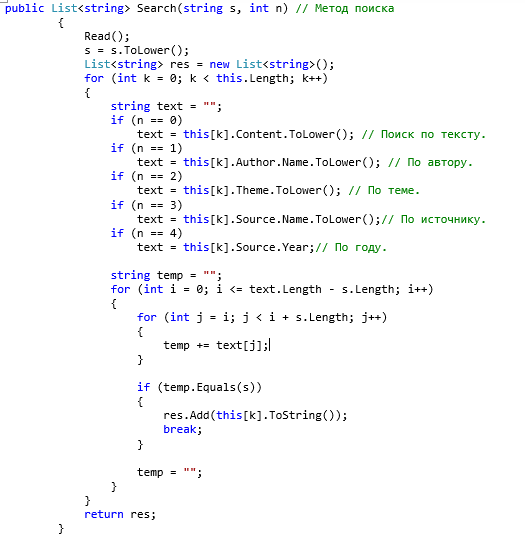 public List<string> Search(string s, int n) // Метод поиска
{
Read();
s = s.ToLower();
List<string> res = new List<string>();
for (int k = 0; k < this.Length; k++)
{
string text = "";
if (n == 0)
text = this[k].Content.ToLower(); // Поиск по тексту.
if (n == 1)
text = this[k].Author.Name.ToLower(); // По автору.
if (n == 2)
text = this[k].Theme.ToLower(); // По теме.
if (n == 3)
text = this[k].Source.Name.ToLower();// По источнику.
if (n == 4)
text = this[k].Source.Year;// По году.
string temp = "";
for (int i = 0; i <= text.Length - s.Length; i++)
{
for (int j = i; j < i + s.Length; j++)
{
temp += text[j];
}
if (temp.Equals(s))
{
res.Add(this[k].ToString());
break;
}
temp = "";
}
}
return res;
}